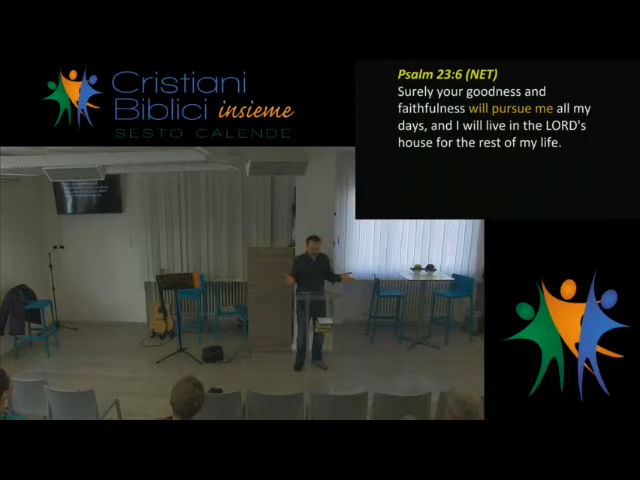 Cristiani
Biblici insieme
SESTO CALENDE
Psalm 23:6 (NET)
Surely your goodness and
faithfulness will pursue me all my
days, and I will live in the LORD's
house for the rest of my life.